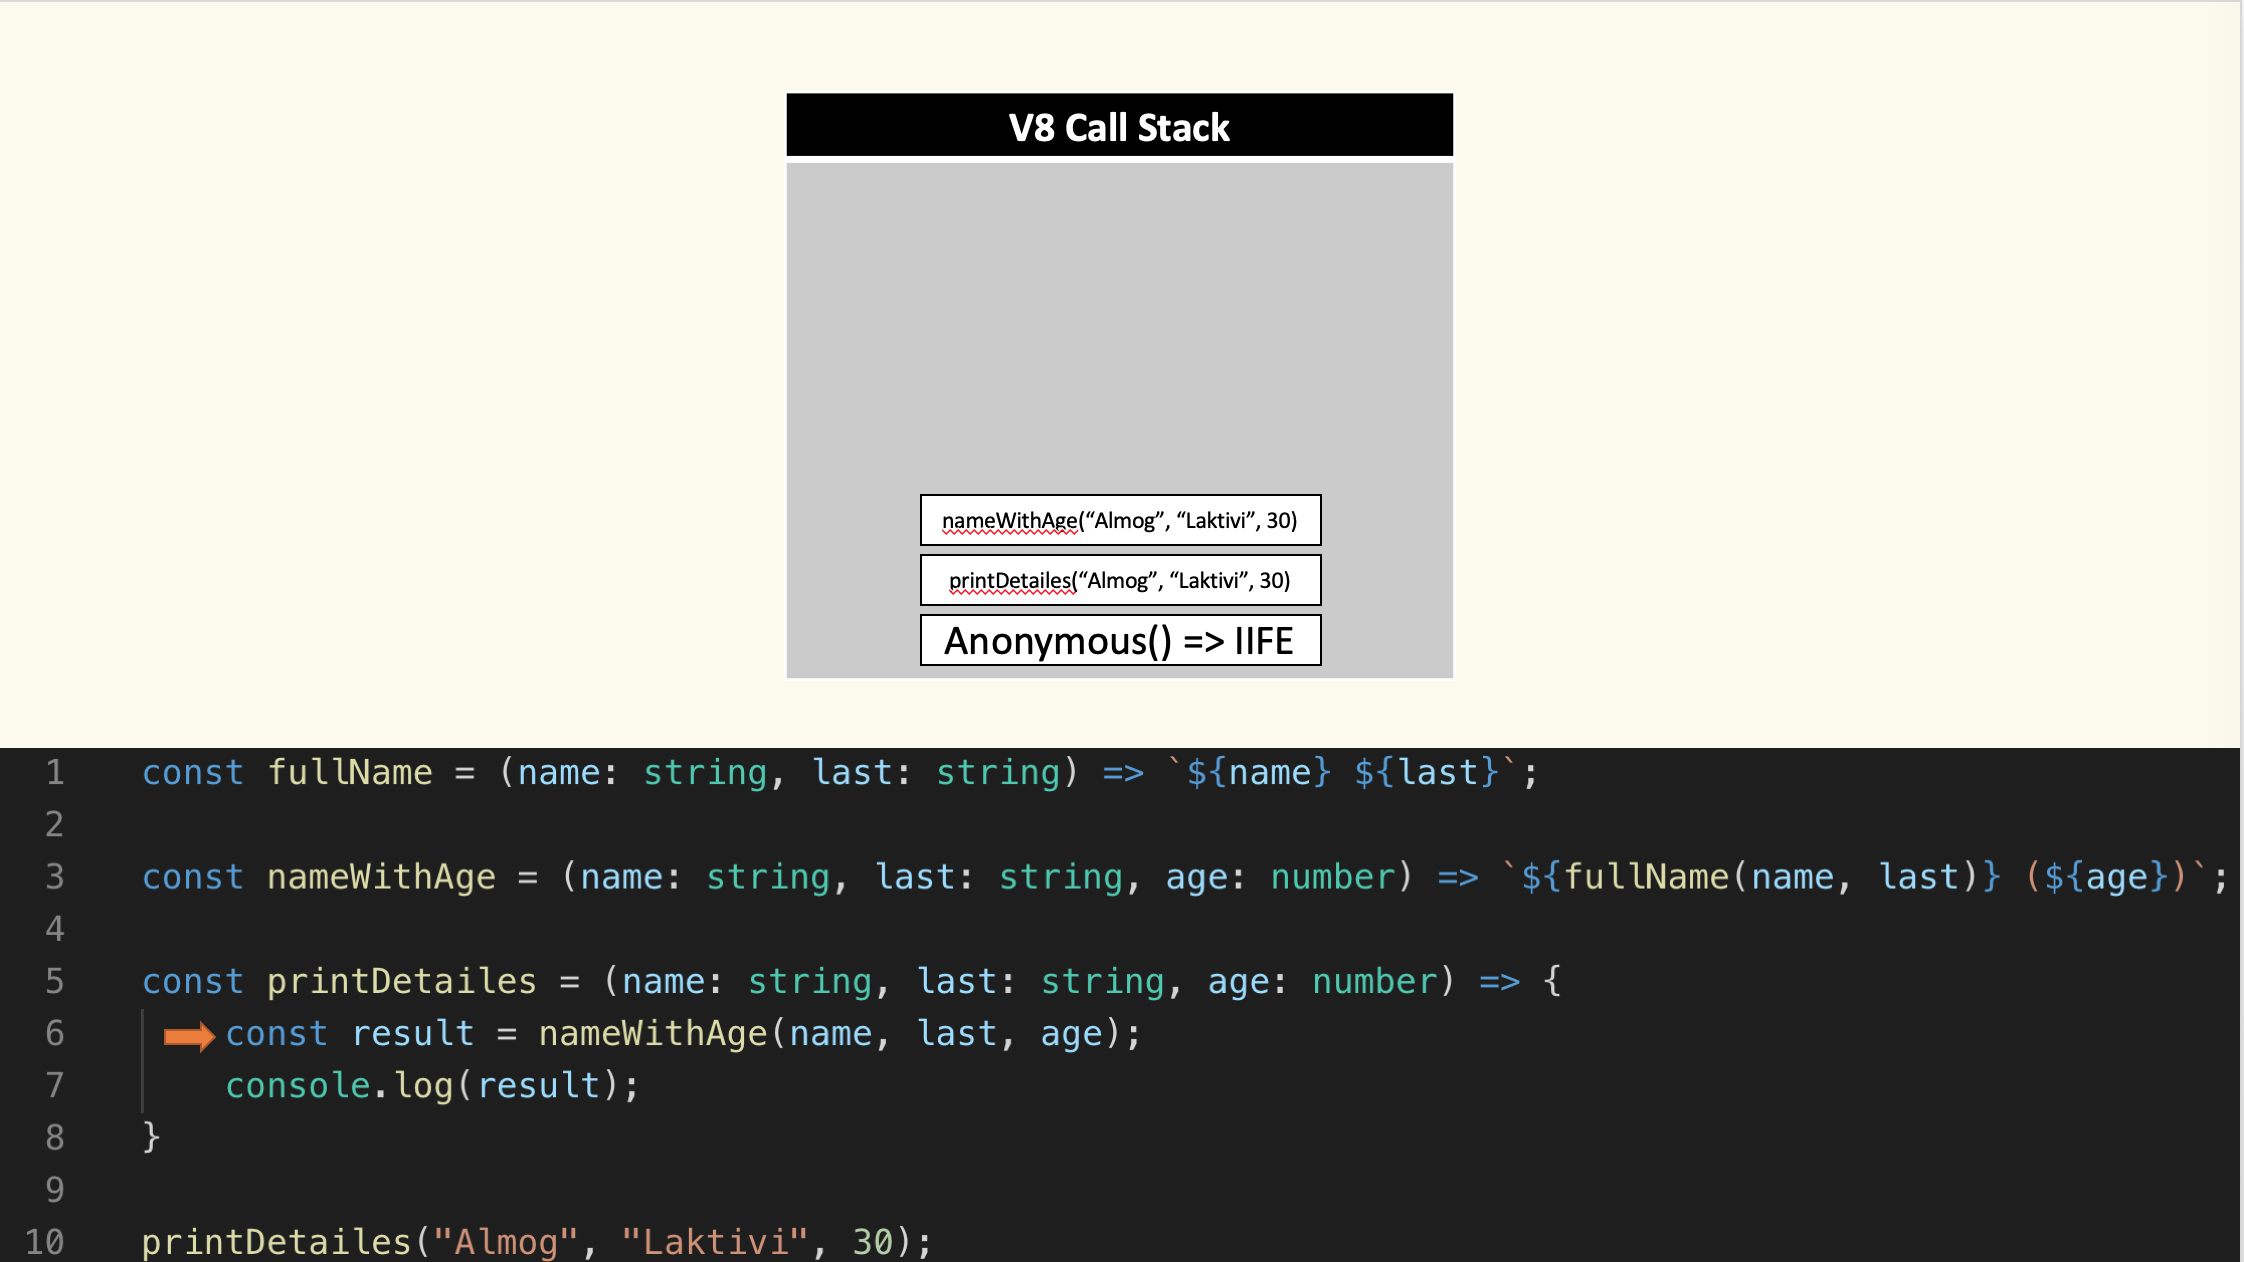 V8 Call Stack
nameWithAge(“Almog”, “Laktivi”, 30)
printDetailes(“Almog”, “Laktivi”, 30)
Anonymous() => IIFE
1 const fullName = (name: string, last: string) => `${name} ${last}`;
2
3 const nameWithAge = (name: string, last: string, age: number) => `${fullName(name, last)} (${age})`;
4
5 const printDetailes = (name: string, last: string, age: number) => {
6 const result = nameWithAge(name, last, age);
7 console.log(result);
8 }
9
10 printDetailes("Almog", "Laktivi", 30);